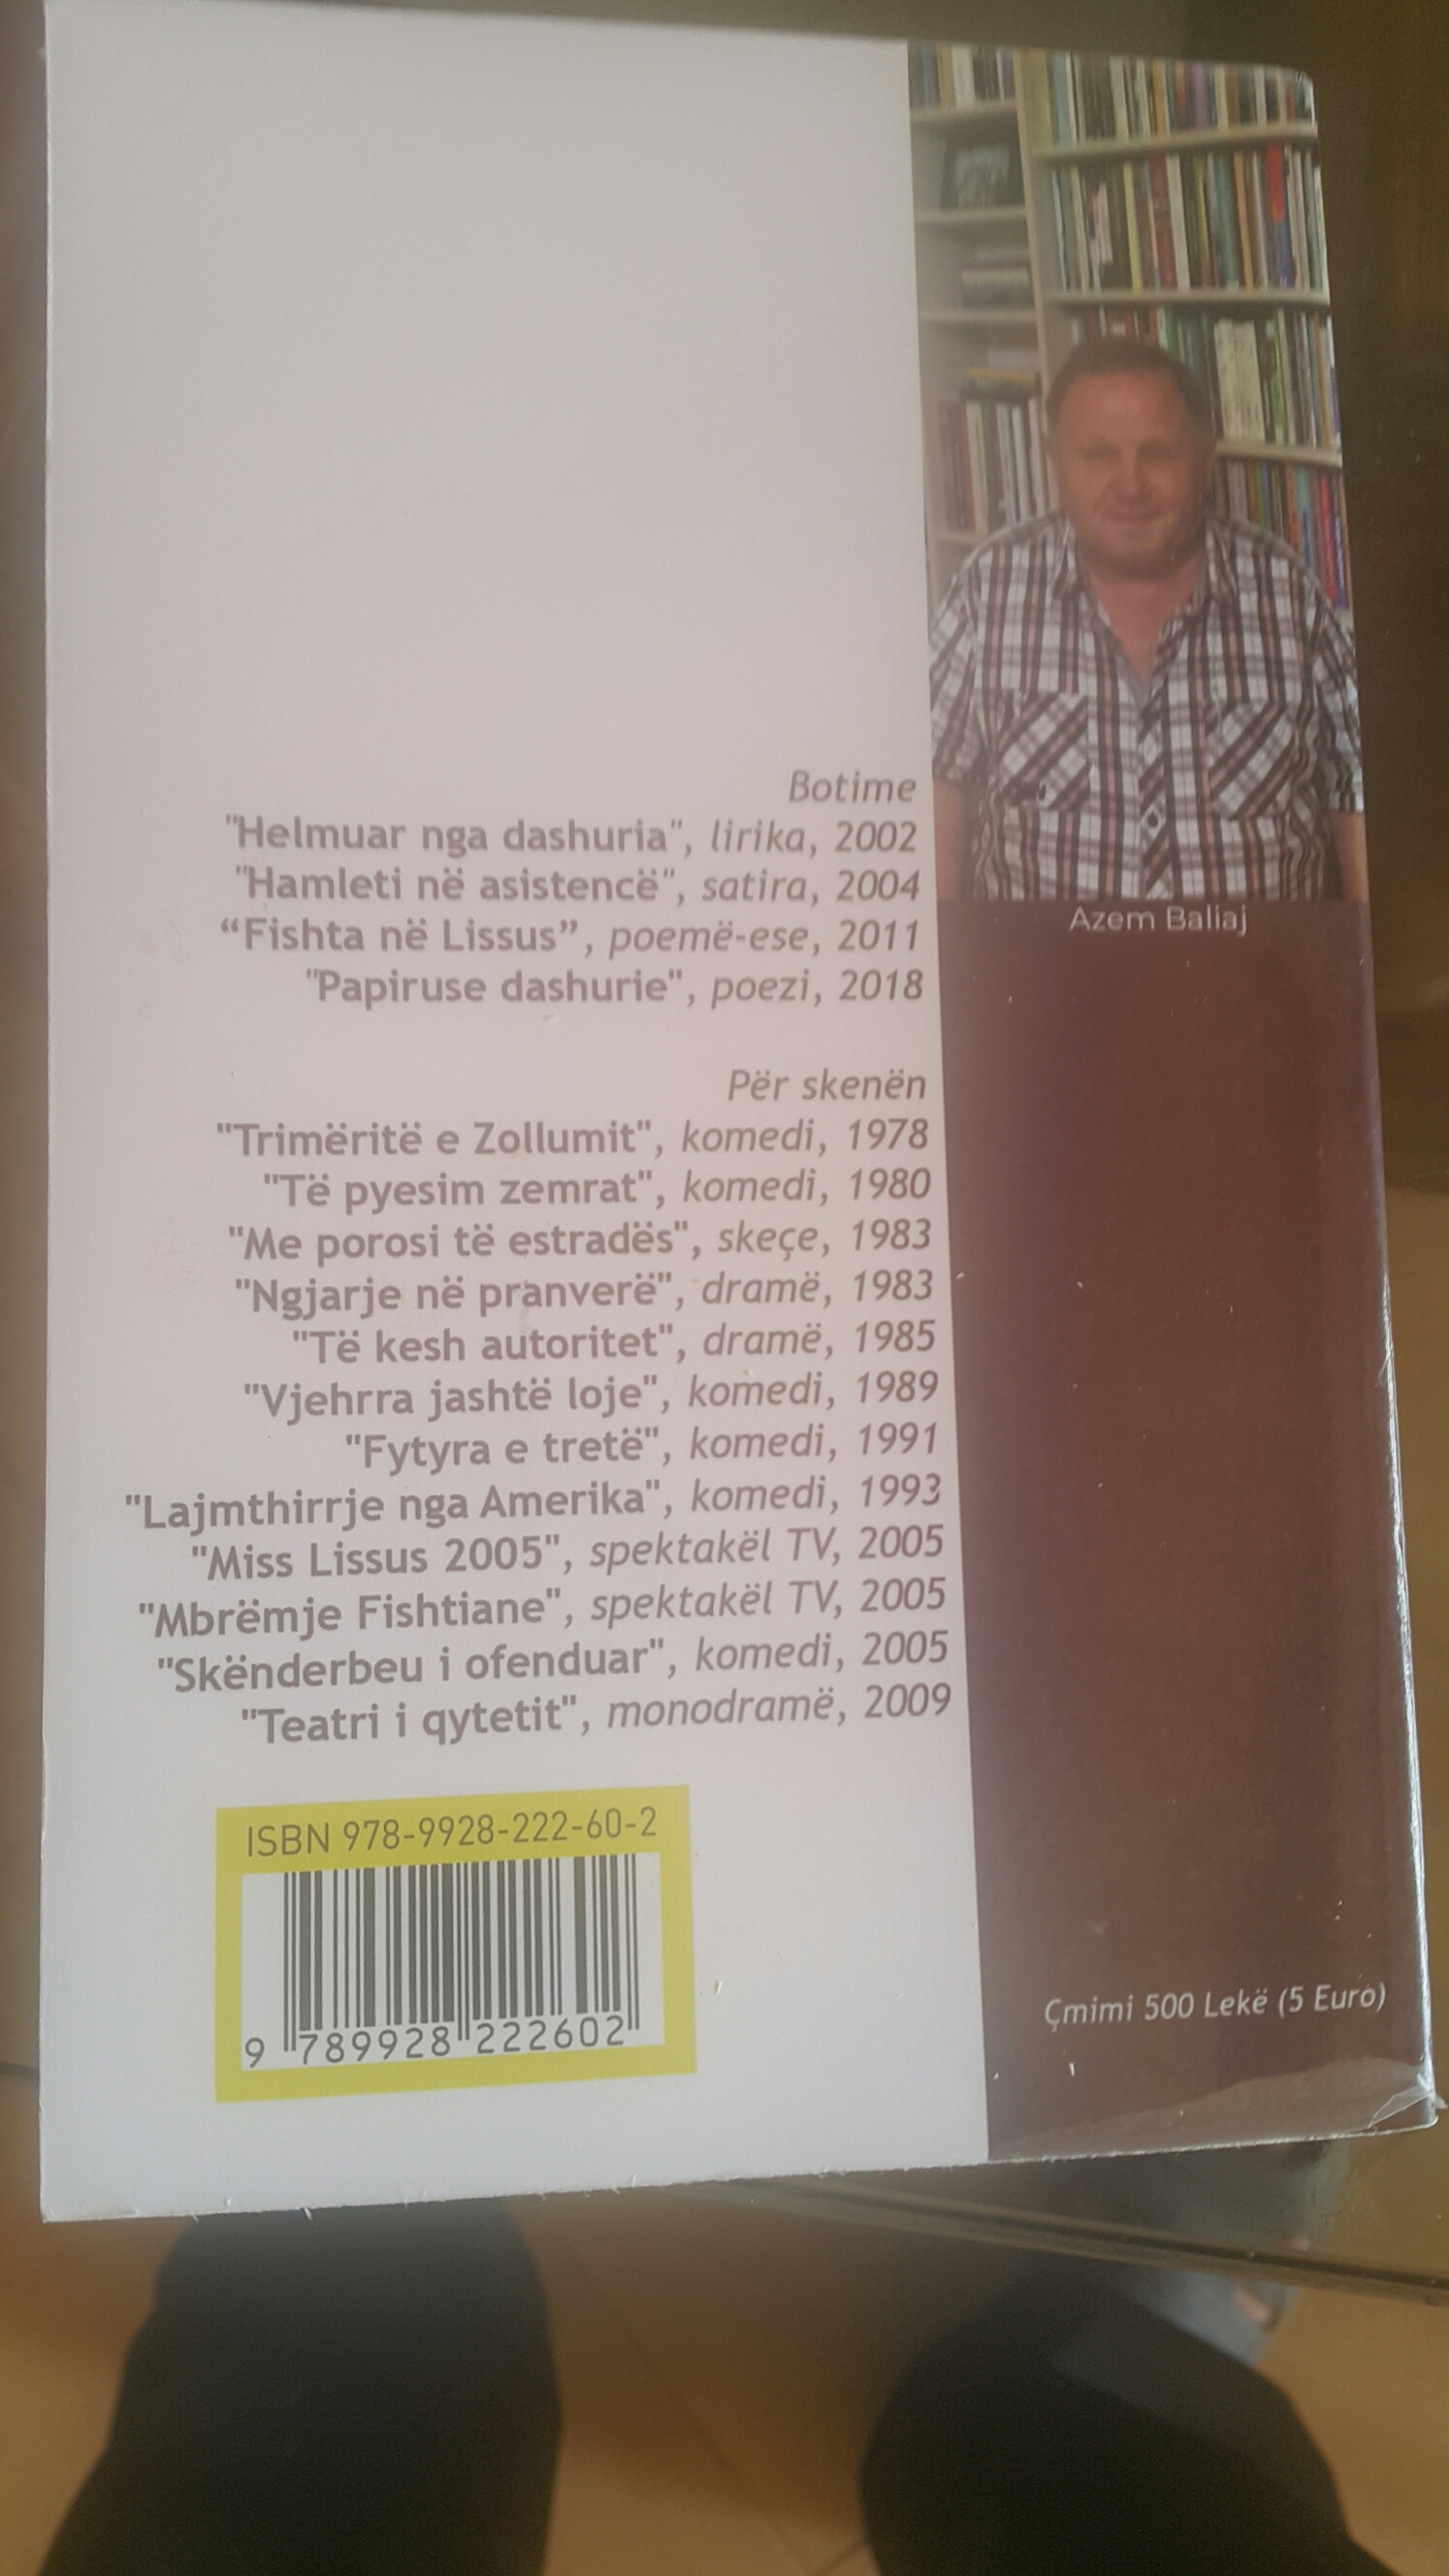 Botime
"Helmuar nga dashuria", lirika, 2002
"Hamleti në asistencë", satira, 2004
“Fishta në Lissus”, poemë-ese, 2011
"Papiruse dashurie", poezi, 2018
Për skenën
"Trimëritë e Zollumit", komedi, 1978
"Të pyesim zemrat", komedi, 1980
"Me porosi të estradës", skeçe, 1983
"Ngjarje në pranverë", dramë, 1983
"Të kesh autoritet", dramë, 1985
"Vjehrra jashtë loje", komedi, 1989
"Fytyra e tretë", komedi, 1991
"Lajmthirrje nga Amerika", komedi, 1993
"Miss Lissus 2005", spektakël TV, 2005
"Mbrëmje Fishtiane", spektakël TV, 2005
"Skënderbeu i ofenduar", komedi, 2005
"Teatri i qytetit", monodramë, 2009
ISBN 978-9928-222-60-2
9 789928 222602
Azem Baliaj
Çmimi 500 Lekë (5 Euro)